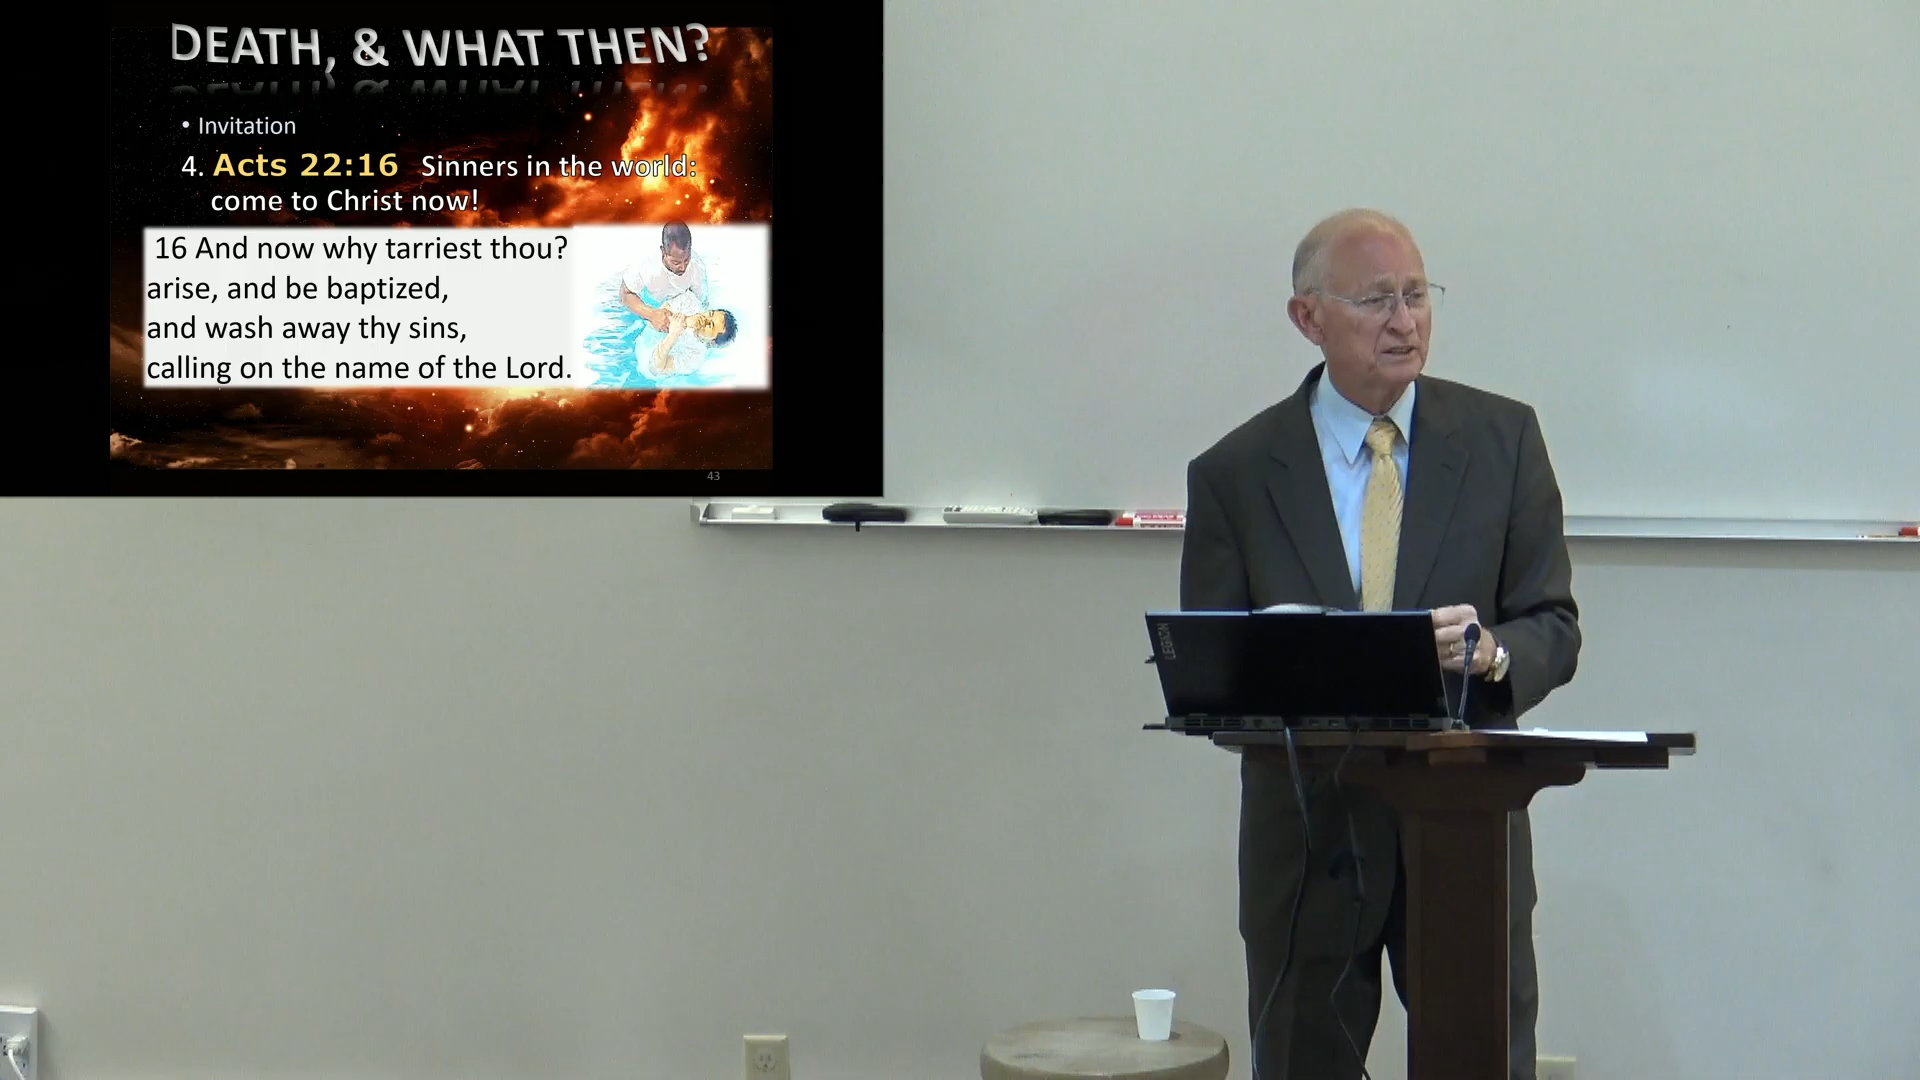 DEATH, & WHAT THEN?
• Invitation
4. Acts 22:16 Sinners in the world:
come to Christ now!
16 And now why tarriest thou?
arise, and be baptized,
and wash away thy sins,
calling on the name of the Lord.
43
LEGION